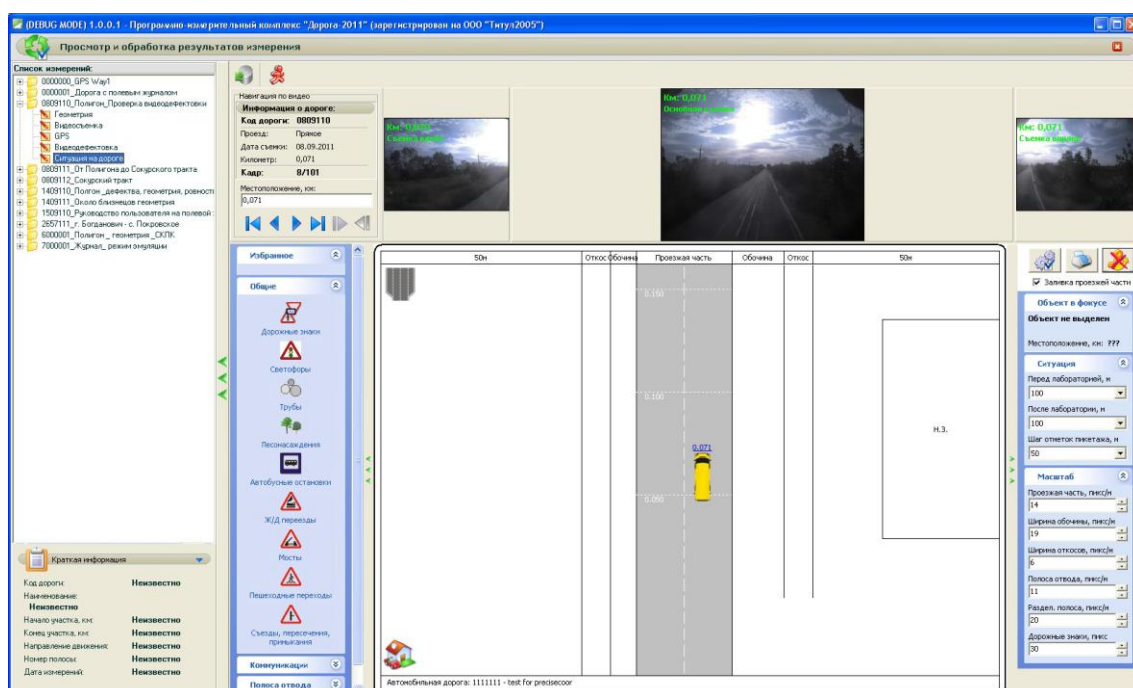 (DEBUG MODE) 1.0.0.1 - Программно-измерительный комплекс "Дорога-2011" (зарегистрирован на ООО "Титул2005")
Просмотр и обработка результатов измерения
Список измерений:
0000000_GPS Way1
0000001_Дорога с полевым журналом
0809110_Полигон_Проверка видеодефектовки
Геометрия
Видеосъемка
GPS
Видеодефектовка
Ситуация на дороге
0809111_От Полигона до Сокурского тракта
0809112_Сокурский тракт
1409110_Полгон_дефектва, геометрия, ровност
1409111_Около близнецов геометрия
1509110_Руководство пользователя на полевой
2657111_г. Богданович - с. Покровское
6000001_Полигон_ геометрия_СКПК
7000001_Журнал_ режим эмуляции
Краткая информация
Код дороги: Неизвестно
Наименование:
Неизвестно
Начало участка, км: Неизвестно
Конец участка, км: Неизвестно
Направление движения: Неизвестно
Номер полосы: Неизвестно
Дата измерений: Неизвестно
Навигация по видео
Информация о дороге:
Код дороги: 0809110
Проезд: Прямое
Дата съемки: 08.09.2011
Километр: 0,071
Кадр: 8/101
Местоположение, км:
0,071
Км: 0,071
Км: 0,071
Км: 0,071
Избранное
Общие
Дорожные знаки
Светофоры
Трубы
Лесонасаждения
Автобусные остановки
Ж/Д переезды
Мосты
Пешеходные переходы
Съезды, пересечения, примыкания
Коммуникации
Полоса отвода
50м
Откос
Обочина
Проезжая часть
Обочина
Откос
50м
0.150
0.100
0.071
0.050
Н.З.
Автомобильная дорога: 1111111 - test for precisecoor
Заливка проезжей части
Объект в фокусе
Объект не выделен
Местоположение, км: ???
Ситуация
Перед лабораторией, м
100
После лаборатории, м
100
Шаг отметок пикетажа, м
50
Масштаб
Проезжая часть, пикс/м
14
Ширина обочины, пикс/м
19
Ширина откосов, пикс/м
6
Полоса отвода, пикс/м
11
Раздел. полоса, пикс/м
20
Дорожные знаки, пикс
30